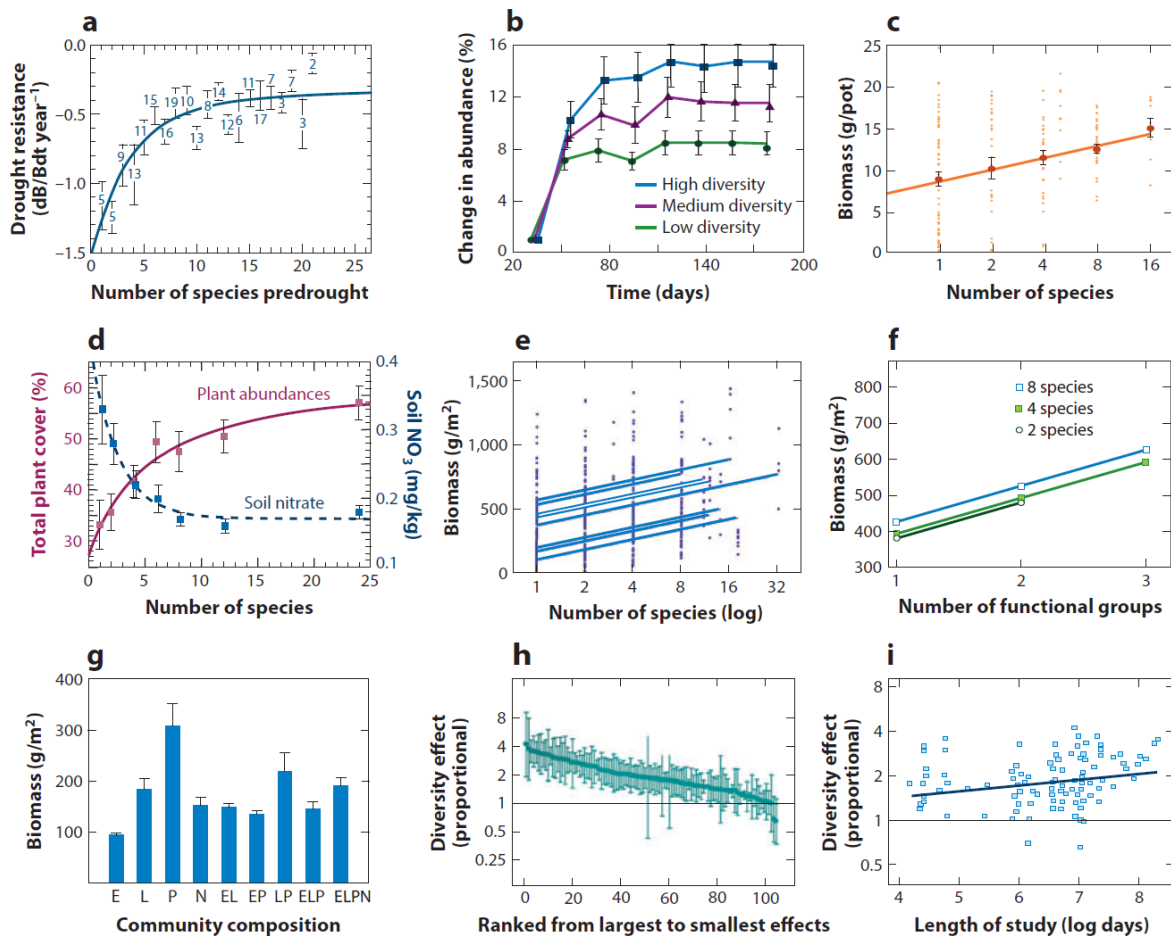 a
Drought resistance
(dB/Bdt year⁻¹)
0.0
−0.5
−1.0
−1.5
5
5
9
13
11
15
16
19
10
13
8
14
12
6
11
17
7
3
7
3
2
0 5 10 15 20 25
Number of species predrought
b
Change in abundance (%)
16
12
8
4
0
High diversity
Medium diversity
Low diversity
20 80 140 200
Time (days)
c
Biomass (g/pot)
25
20
15
10
5
0
1 2 4 8 16
Number of species
d
Total plant cover (%)
60
50
40
30
Plant abundances
Soil nitrate
0.4
0.3
0.2
0.1
Soil NO₃ (mg/kg)
0 5 10 15 20 25
Number of species
e
Biomass (g/m²)
1,500
1,000
500
0
1 2 4 8 16 32
Number of species (log)
f
Biomass (g/m²)
800
700
600
500
400
300
8 species
4 species
2 species
1 2 3
Number of functional groups
g
Biomass (g/m²)
400
300
200
100
E L P N EL EP LP ELP ELPN
Community composition
h
Diversity effect
(proportional)
8
4
2
1
0.5
0.25
0 20 40 60 80 100
Ranked from largest to smallest effects
i
Diversity effect
(proportional)
8
4
2
1
0.5
4 5 6 7 8
Length of study (log days)